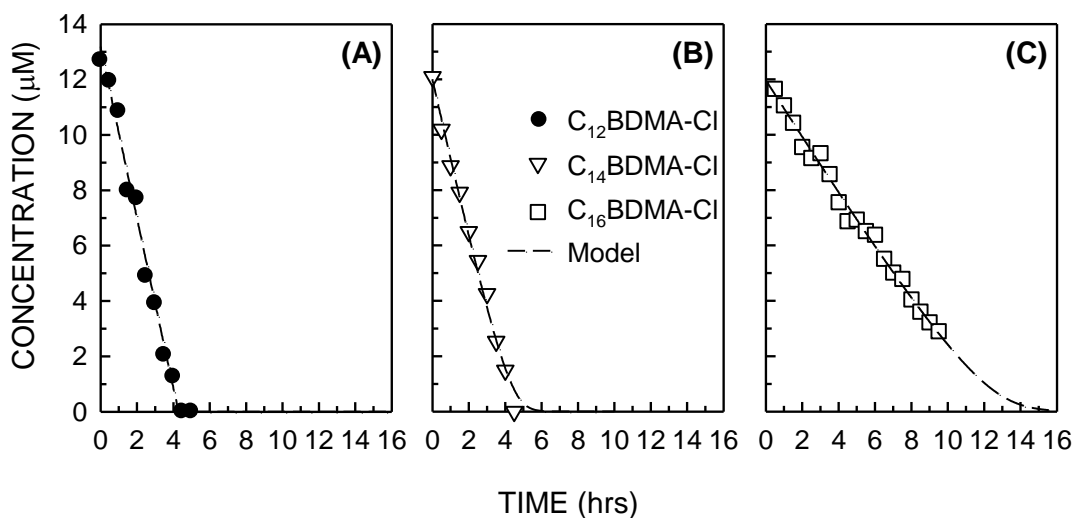 CONCENTRATION (µM)
14
12
10
8
6
4
2
0
(A)
(B)
(C)
C₁₂BDMA-Cl
C₁₄BDMA-Cl
C₁₆BDMA-Cl
Model
0 2 4 6 8 10 12 14 16
0 2 4 6 8 10 12 14 16
0 2 4 6 8 10 12 14 16
TIME (hrs)